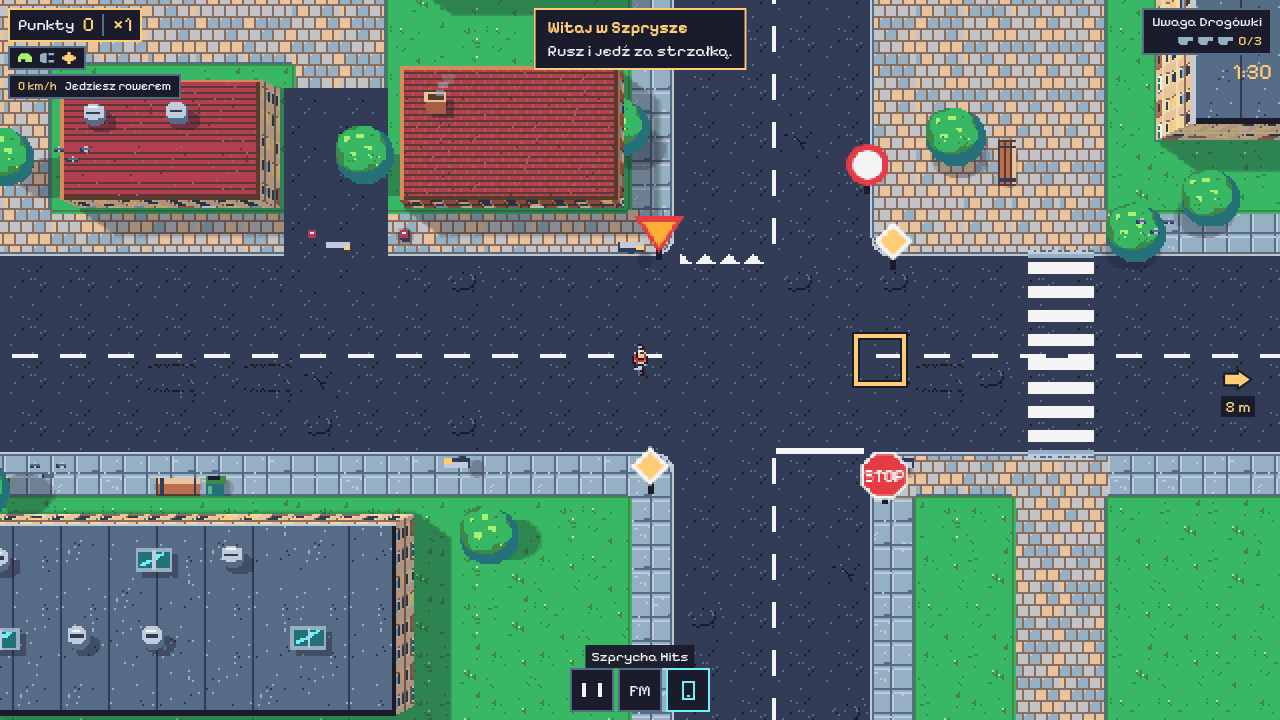 Punkty 0 ×1
0 km/h Jedziesz rowerem
Witaj w Szprysze
Rusz i jedź za strzałką.
Uwaga Drogówki
0/3
1:30
8 m
STOP
Szprycha Hits
FM